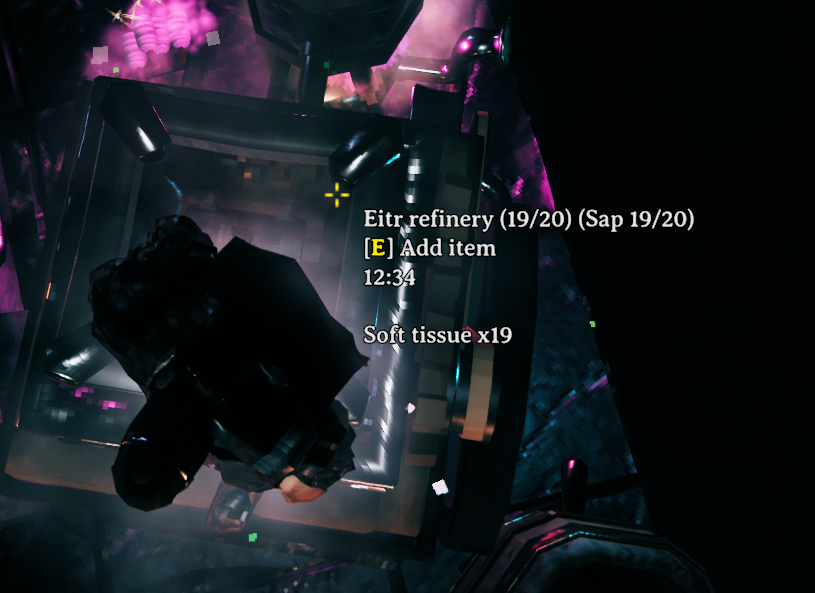 Eitr refinery (19/20) (Sap 19/20)
[E] Add item
12:34
Soft tissue x19